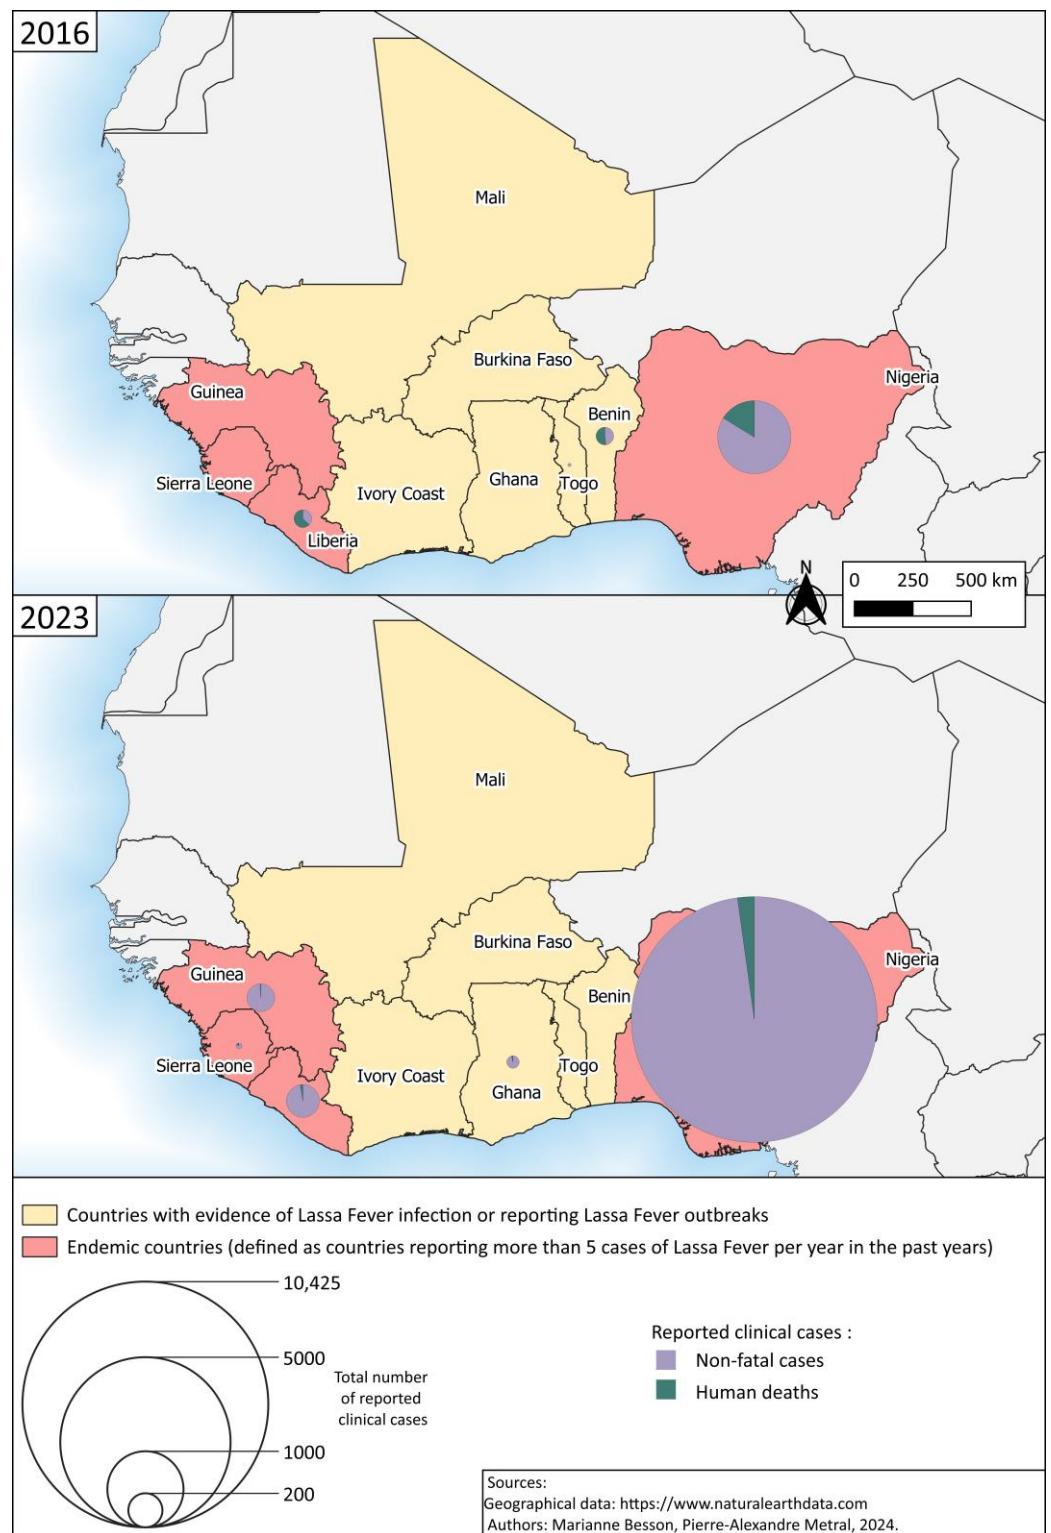 2016
Mali
Burkina Faso
Guinea
Nigeria
Benin
Sierra Leone
Ivory Coast
Ghana
Togo
Liberia
N
0 250 500 km
2023
Mali
Burkina Faso
Guinea
Nigeria
Benin
Sierra Leone
Ivory Coast
Togo
Ghana
Countries with evidence of Lassa Fever infection or reporting Lassa Fever outbreaks
Endemic countries (defined as countries reporting more than 5 cases of Lassa Fever per year in the past years)
10,425
5000
1000
200
Total number
of reported
clinical cases
Reported clinical cases :
Non-fatal cases
Human deaths
Sources:
Geographical data: https://www.naturalearthdata.com
Authors: Marianne Besson, Pierre-Alexandre Metral, 2024.